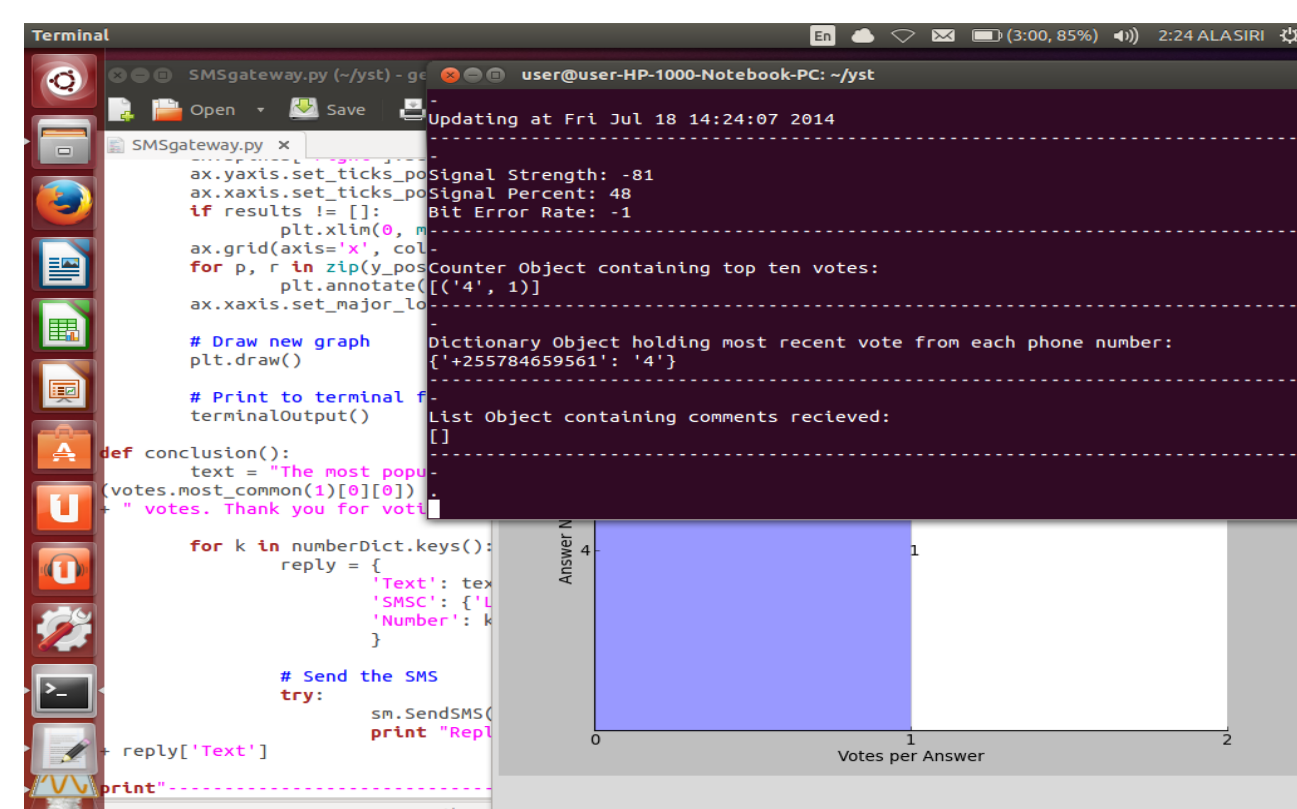 Terminal
En
(3:00, 85%)
2:24 ALASIRI
SMSgateway.py (~/yst) - ge
Open
Save
SMSgateway.py ×
ax.yaxis.set_ticks_po
ax.xaxis.set_ticks_po
if results != []:
plt.xlim(0, m
ax.grid(axis='x', col
for p, r in zip(y_pos
plt.annotate(
ax.xaxis.set_major_lo
# Draw new graph
plt.draw()
# Print to terminal f
terminalOutput()
def conclusion():
text = "The most popu
(votes.most_common(1)[0][0])
+ " votes. Thank you for voti
for k in numberDict.keys():
reply = {
'Text': tex
'SMSC': {'L
'Number': k
}
# Send the SMS
try:
sm.SendSMS(
print "Repl
+ reply['Text']
print"-----------------------------
user@user-HP-1000-Notebook-PC: ~/yst
-
Updating at Fri Jul 18 14:24:07 2014
--------------------------------------------------------------------------------
-
Signal Strength: -81
Signal Percent: 48
Bit Error Rate: -1
--------------------------------------------------------------------------------
-
Counter Object containing top ten votes:
[('4', 1)]
--------------------------------------------------------------------------------
-
Dictionary Object holding most recent vote from each phone number:
{'+255784659561': '4'}
--------------------------------------------------------------------------------
-
List Object containing comments recieved:
[]
--------------------------------------------------------------------------------
-
.
Answer N
4
1
0 1 2
Votes per Answer